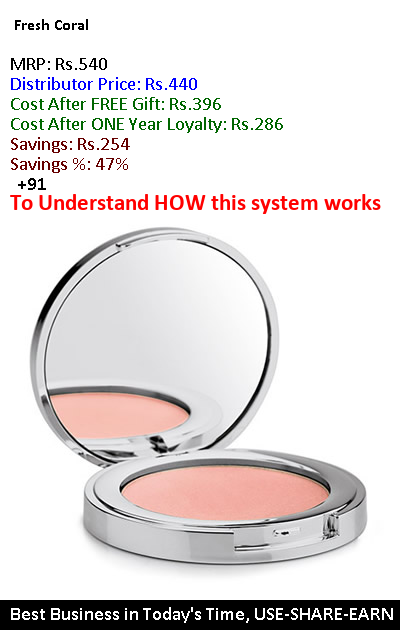 Fresh Coral
MRP: Rs.540
Distributor Price: Rs.440
Cost After FREE Gift: Rs.396
Cost After ONE Year Loyalty: Rs.286
Savings: Rs.254
Savings %: 47%
+91
To Understand HOW this system works
Best Business in Today's Time, USE-SHARE-EARN